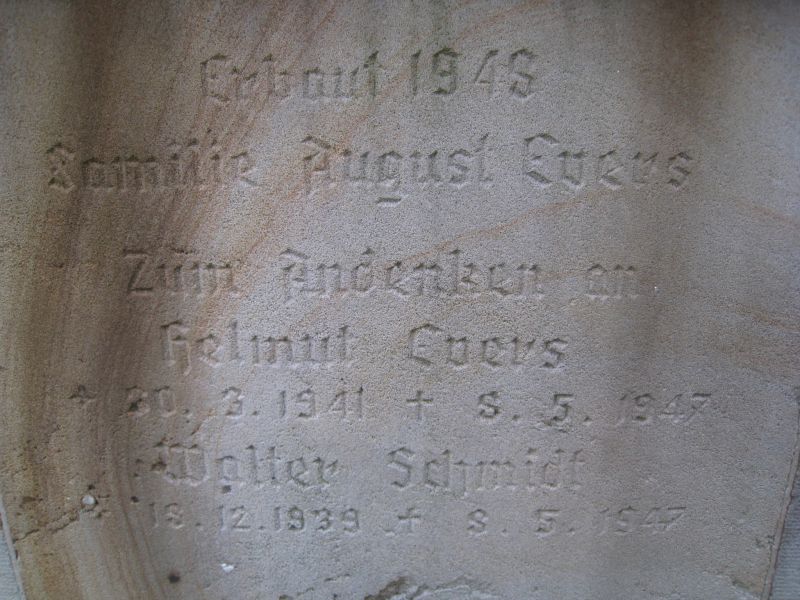 Erbaut 1948
Familie August Evers
Zum Andenken an
Helmut Evers
* 30. 3. 1941 † 8. 5. 1947
Walter Schmidt
* 18. 12. 1939 † 8. 5. 1947